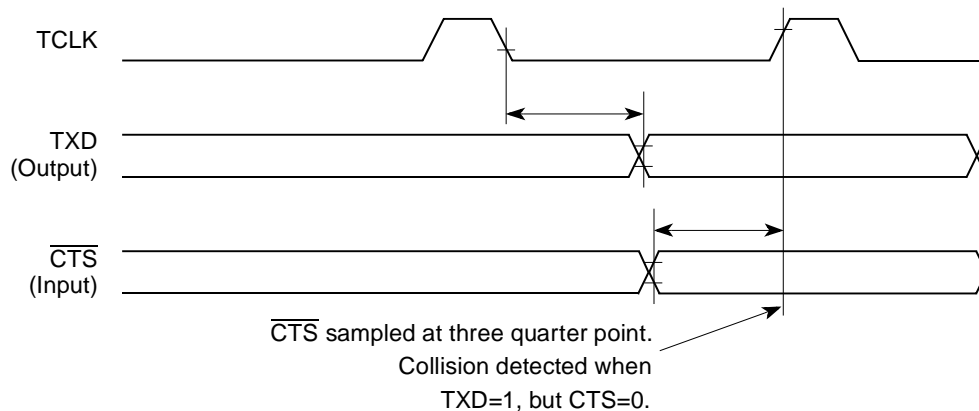 TCLK
TXD
(Output)
CTS
(Input)
CTS sampled at three quarter point.
Collision detected when
TXD=1, but CTS=0.